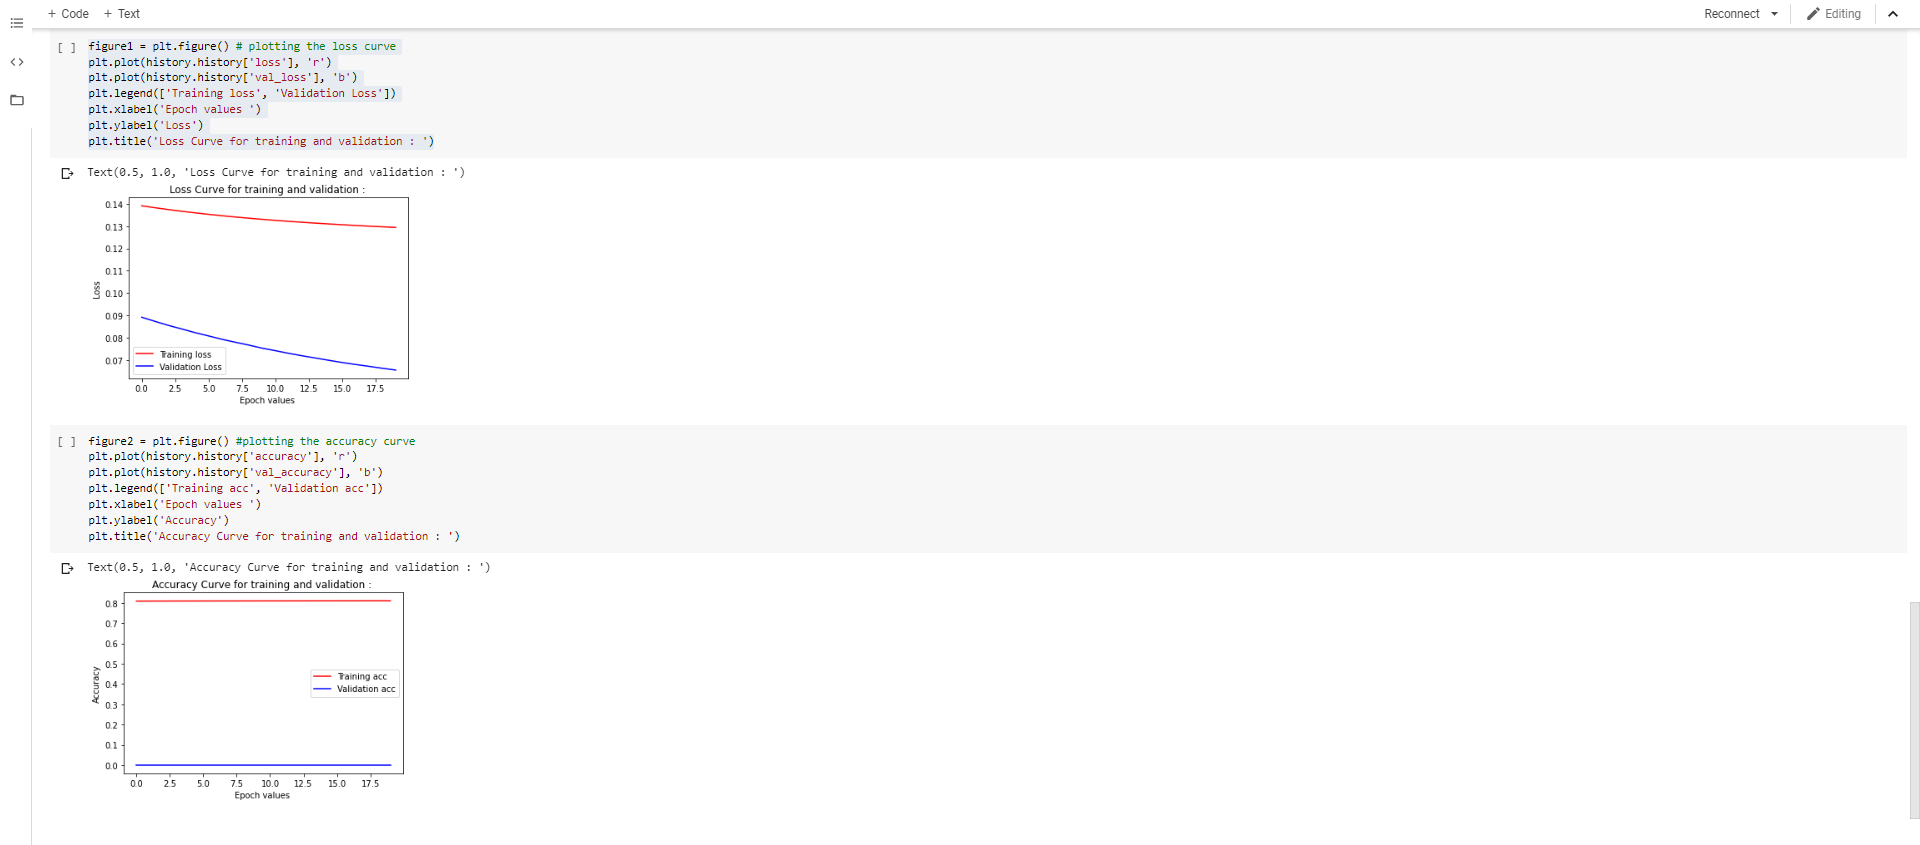 + Code + Text Reconnect Editing
[ ] figure1 = plt.figure() # plotting the loss curve
plt.plot(history.history['loss'], 'r')
plt.plot(history.history['val_loss'], 'b')
plt.legend(['Training loss', 'Validation Loss'])
plt.xlabel('Epoch values ')
plt.ylabel('Loss')
plt.title('Loss Curve for training and validation : ')
Text(0.5, 1.0, 'Loss Curve for training and validation : ')
Loss Curve for training and validation :
0.14
0.13
0.12
0.11
0.10
0.09
0.08
0.07
Loss
Training loss
Validation Loss
0.0 2.5 5.0 7.5 10.0 12.5 15.0 17.5
Epoch values
[ ] figure2 = plt.figure() #plotting the accuracy curve
plt.plot(history.history['accuracy'], 'r')
plt.plot(history.history['val_accuracy'], 'b')
plt.legend(['Training acc', 'Validation acc'])
plt.xlabel('Epoch values ')
plt.ylabel('Accuracy')
plt.title('Accuracy Curve for training and validation : ')
Text(0.5, 1.0, 'Accuracy Curve for training and validation : ')
Accuracy Curve for training and validation :
0.8
0.7
0.6
0.5
0.4
0.3
0.2
0.1
0.0
Accuracy
Training acc
Validation acc
0.0 2.5 5.0 7.5 10.0 12.5 15.0 17.5
Epoch values